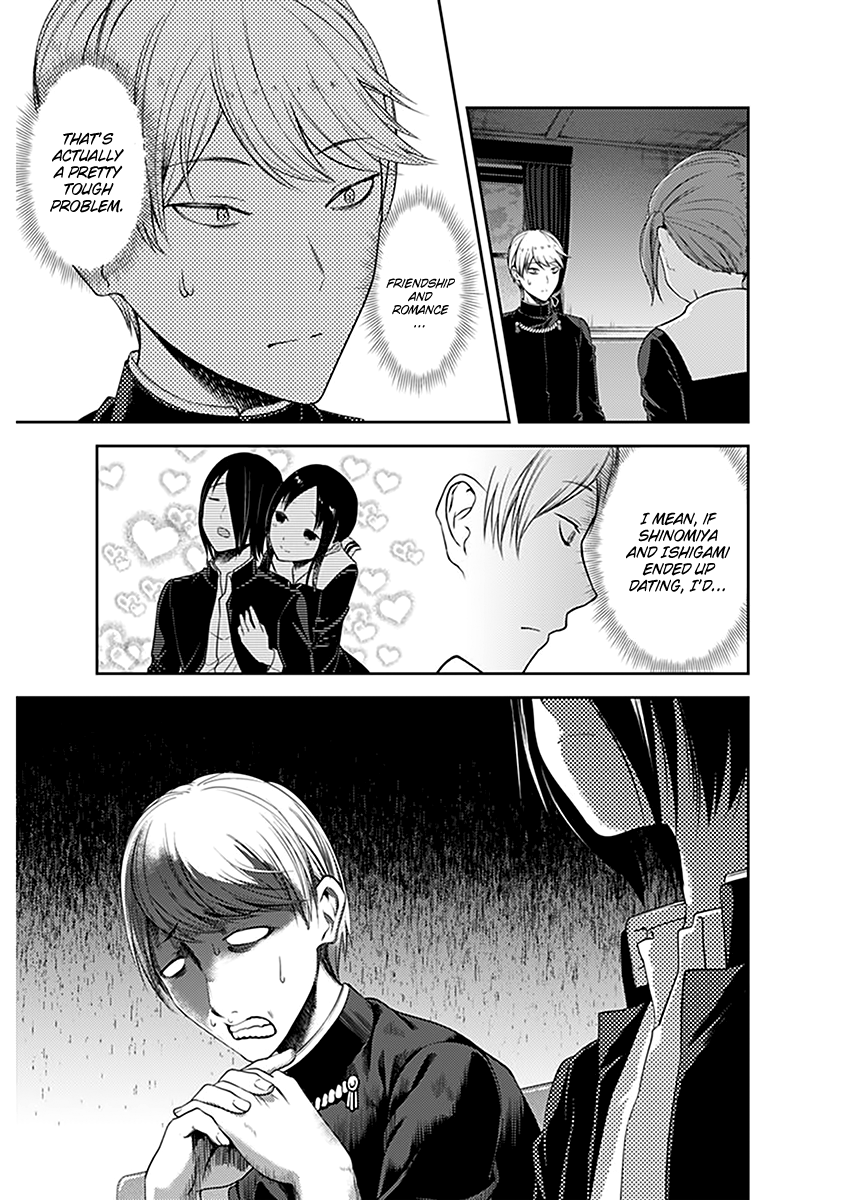 FRIENDSHIP
AND
ROMANCE
...
THAT'S
ACTUALLY
A PRETTY
TOUGH
PROBLEM.
I MEAN, IF
SHINOMIYA
AND ISHIGAMI
ENDED UP
DATING, I'D...